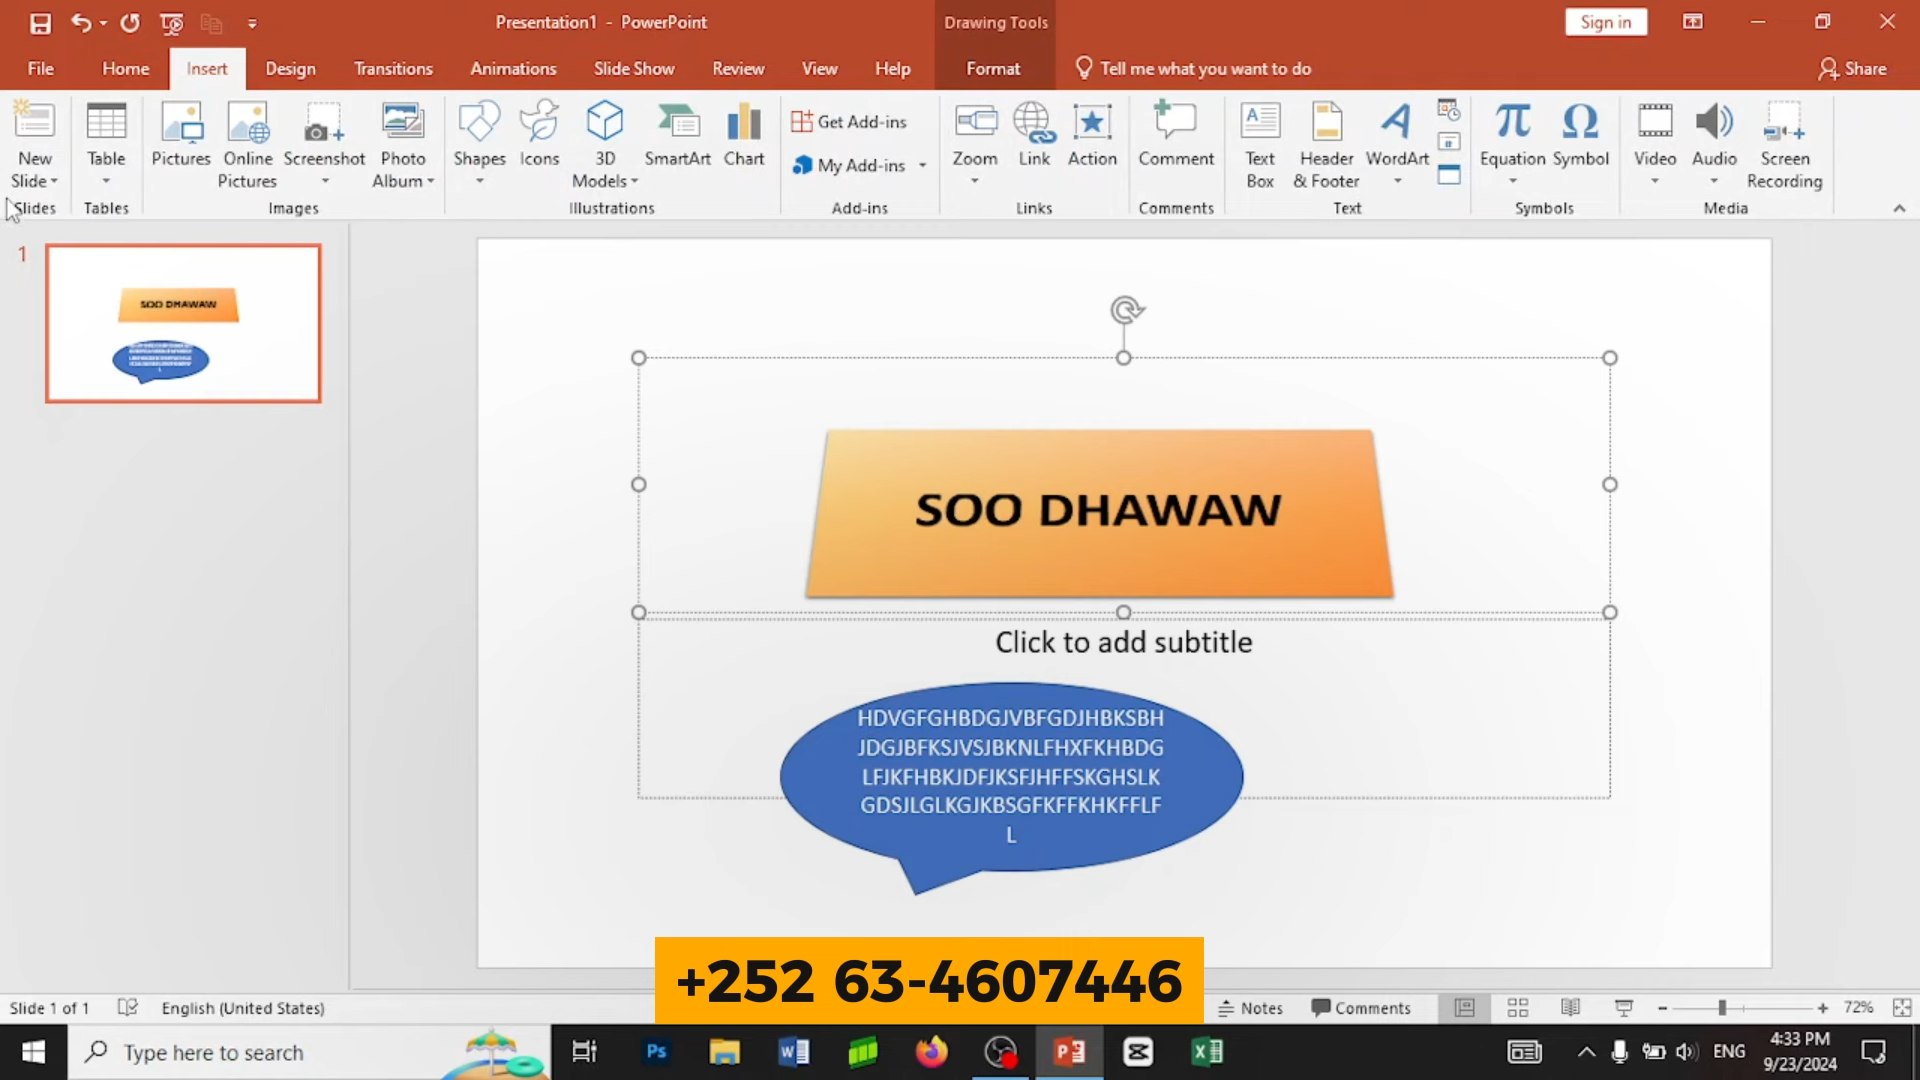 Presentation1 - PowerPoint
Drawing Tools
Sign in
File
Home
Insert
Design
Transitions
Animations
Slide Show
Review
View
Help
Format
Tell me what you want to do
Share
New Slide
Table
Pictures
Online Pictures
Screenshot
Photo Album
Shapes
Icons
3D Models
SmartArt
Chart
Get Add-ins
My Add-ins
Zoom
Link
Action
Comment
Text Box
Header & Footer
WordArt
Equation
Symbol
Video
Audio
Screen Recording
Slides
Tables
Images
Illustrations
Add-ins
Links
Comments
Text
Symbols
Media
1
SOO DHAWAW
SOO DHAWAW
Click to add subtitle
HDVGFGHBDGJVBFGDJHBKSBH
JDGJBFKSJVSJBKNLFHXFKHBDG
LFJKFHBKJDFJKSFJHFFSKGHSLK
GDSJLGLKGJKBSGFKFFKHKFFLF
L
+252 63-4607446
Slide 1 of 1
English (United States)
Notes
Comments
72%
Type here to search
Ps
ENG
4:33 PM
9/23/2024